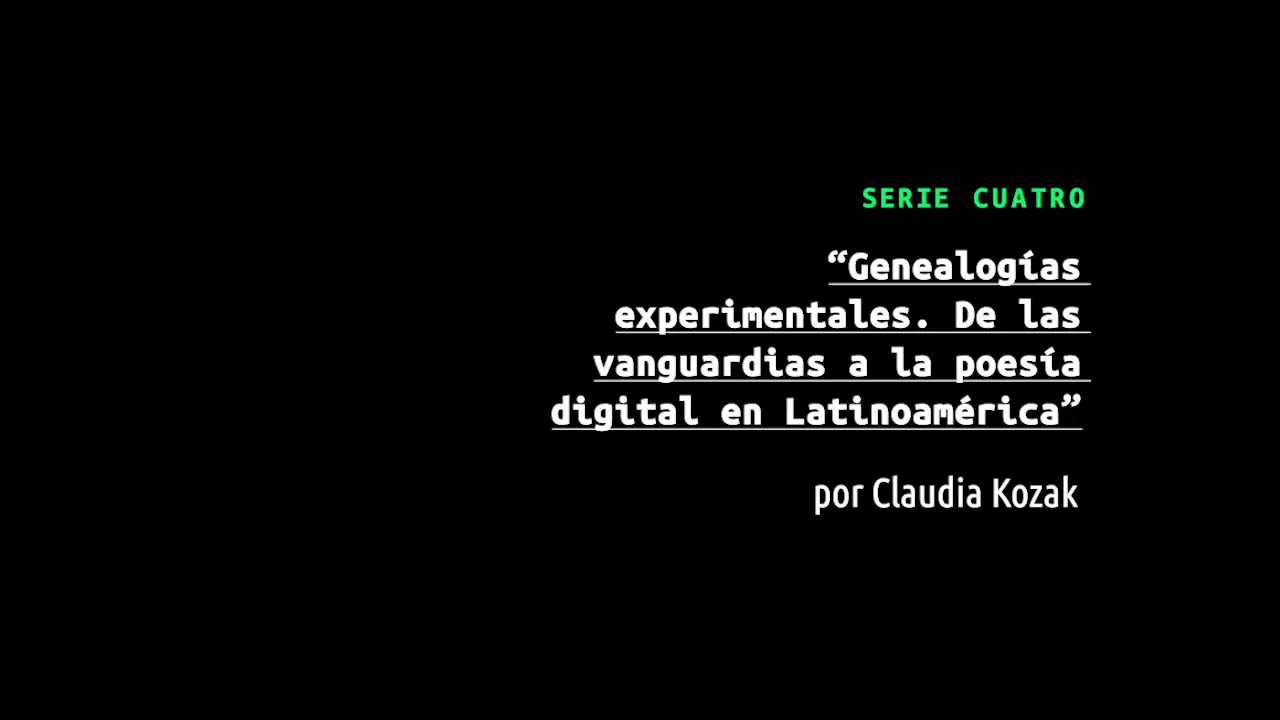 SERIE CUATRO
“Genealogías
experimentales. De las
vanguardias a la poesía
digital en Latinoamérica”
por Claudia Kozak